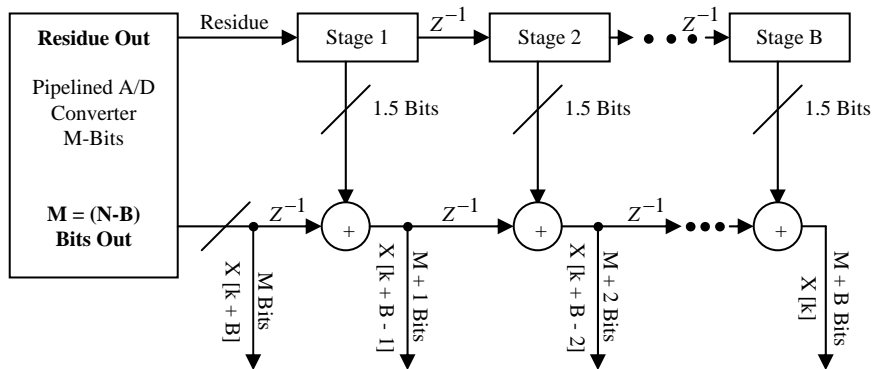 Residue Out
Pipelined A/D
Converter
M-Bits
M = (N-B)
Bits Out
Residue
Stage 1
Z⁻¹
Stage 2
Z⁻¹
Stage B
1.5 Bits
1.5 Bits
1.5 Bits
Z⁻¹
+
Z⁻¹
+
Z⁻¹
+
M Bits
X [k + B]
M + 1 Bits
X [k + B - 1]
M + 2 Bits
X [k + B - 2]
M + B Bits
X [k]